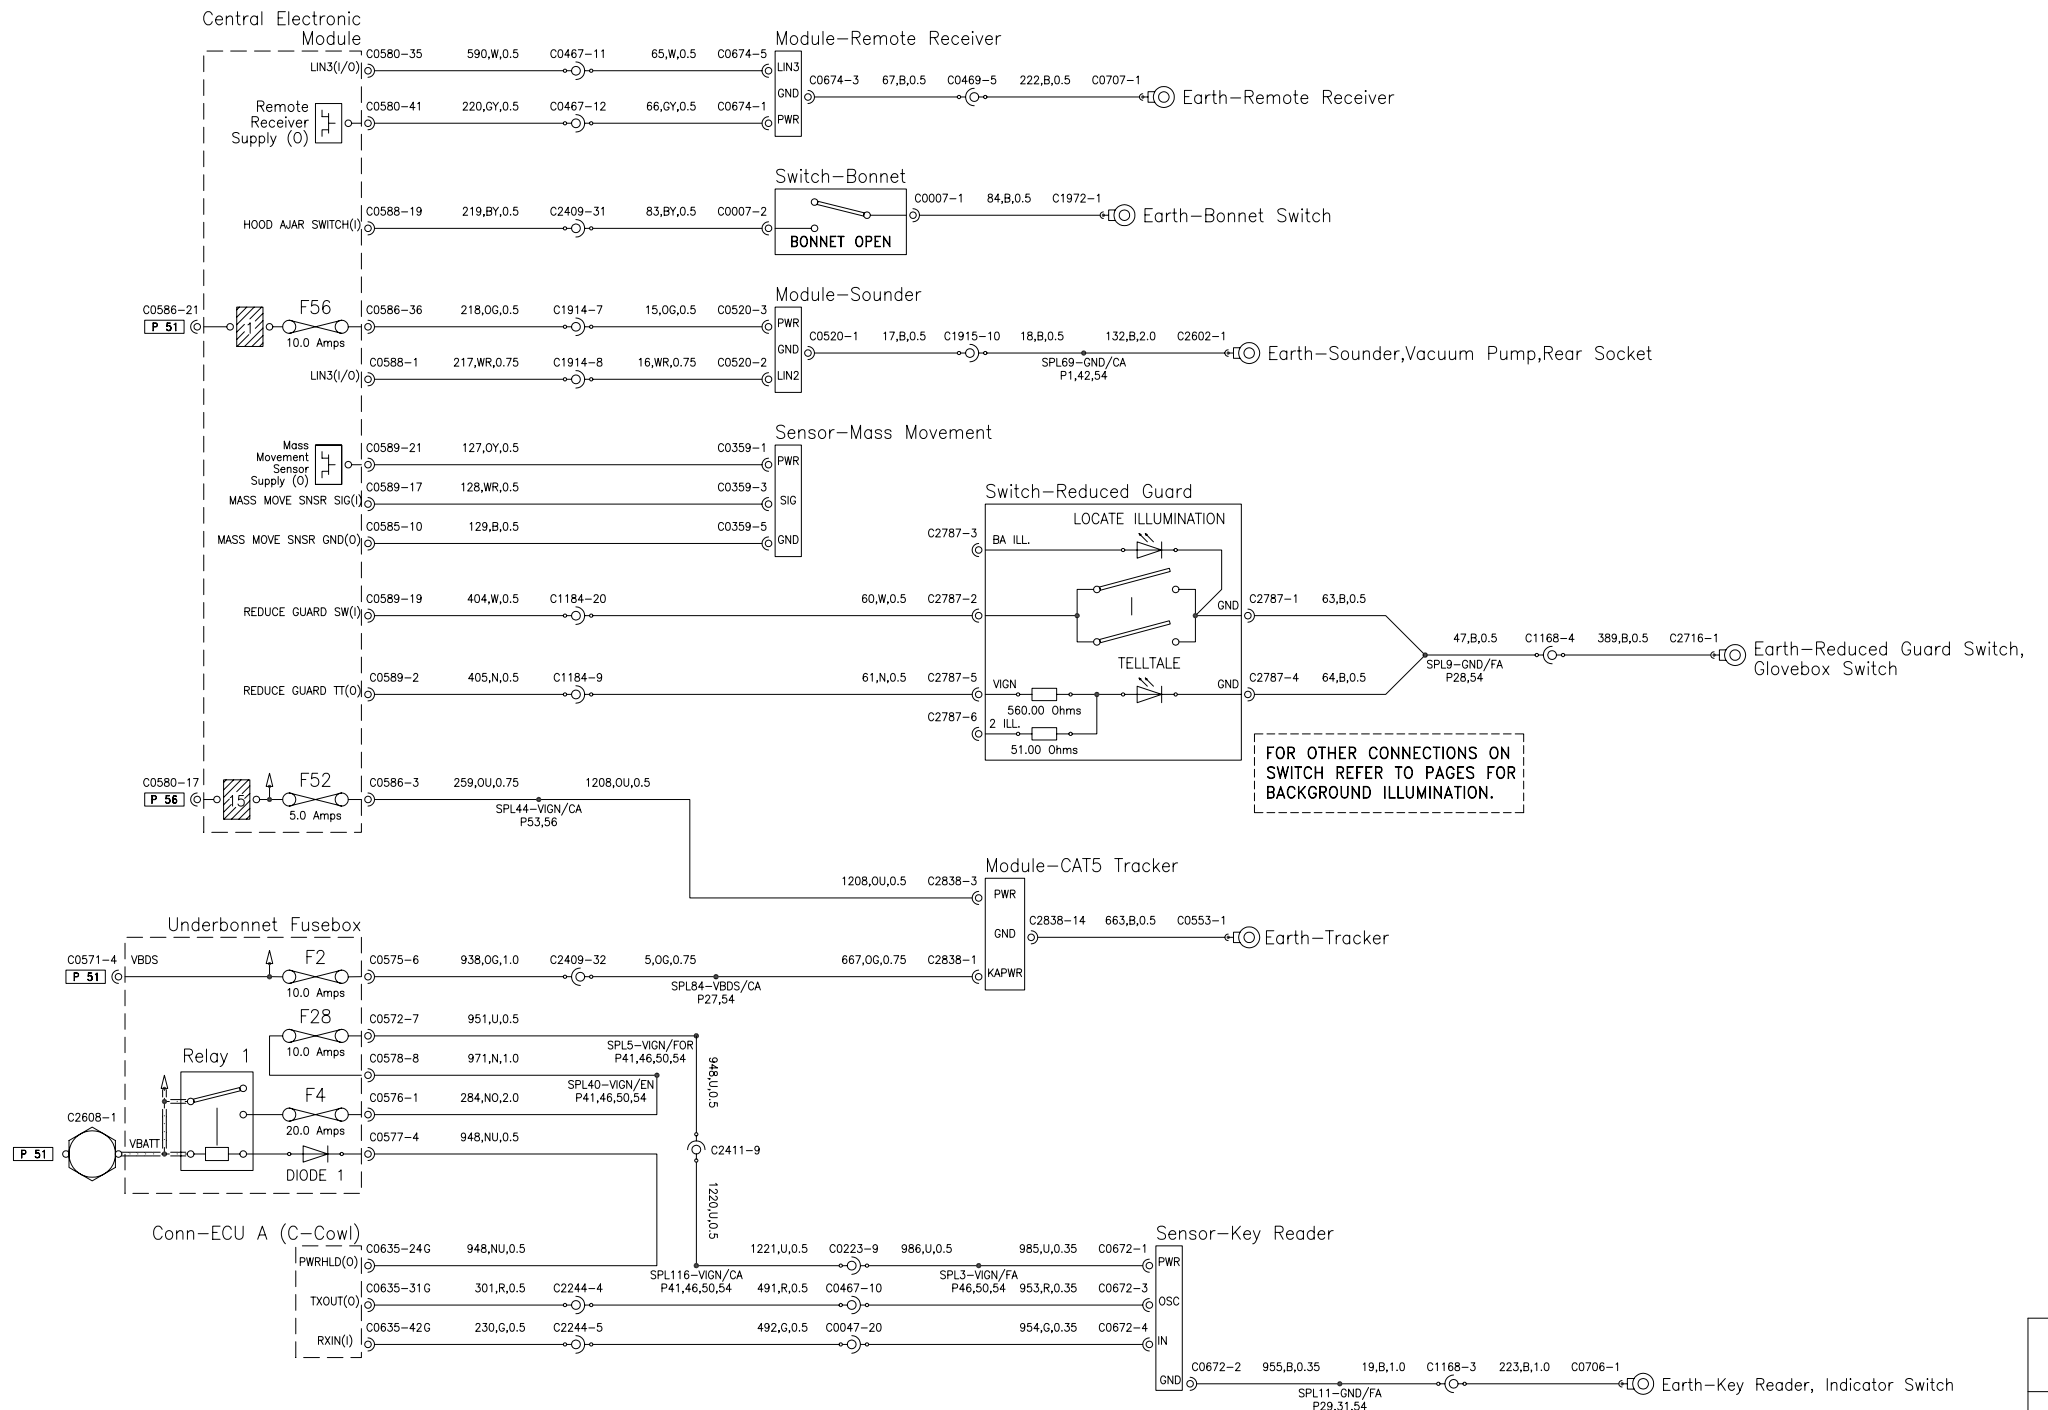 Central Electronic
Module
C0580-35 590,W,0.5 C0467-11 65,W,0.5 C0674-5
Module-Remote Receiver
LIN3(I/O)
LIN3
C0674-3 67,B,0.5 C0469-5 222,B,0.5 C0707-1
GND
Earth-Remote Receiver
Remote
Receiver
Supply (O)
C0580-41 220,GY,0.5 C0467-12 66,GY,0.5 C0674-1
PWR
Switch-Bonnet
C0007-1 84,B,0.5 C1972-1
Earth-Bonnet Switch
HOOD AJAR SWITCH(I)
C0588-19 219,BY,0.5 C2409-31 83,BY,0.5 C0007-2
BONNET OPEN
Module-Sounder
C0586-21
P 51
1
F56
10.0 Amps
C0586-36 218,OG,0.5 C1914-7 15,OG,0.5 C0520-3
PWR
GND
C0520-1 17,B,0.5 C1915-10 18,B,0.5 132,B,2.0 C2602-1
Earth-Sounder,Vacuum Pump,Rear Socket
SPL69-GND/CA
P1,42,54
LIN3(I/O)
C0588-1 217,WR,0.75 C1914-8 16,WR,0.75 C0520-2
LIN2
Sensor-Mass Movement
Mass
Movement
Sensor
Supply (O)
C0589-21 127,OY,0.5 C0359-1
PWR
MASS MOVE SNSR SIG(I)
C0589-17 128,WR,0.5 C0359-3
SIG
MASS MOVE SNSR GND(O)
C0585-10 129,B,0.5 C0359-5
GND
Switch-Reduced Guard
LOCATE ILLUMINATION
C2787-3
BA ILL.
REDUCE GUARD SW(I)
C0589-19 404,W,0.5 C1184-20 60,W,0.5 C2787-2
GND
C2787-1 63,B,0.5
47,B,0.5 C1168-4 389,B,0.5 C2716-1
Earth-Reduced Guard Switch,
Glovebox Switch
SPL9-GND/FA
P28,54
TELLTALE
REDUCE GUARD TT(O)
C0589-2 405,N,0.5 C1184-9 61,N,0.5 C2787-5
VIGN
560.00 Ohms
GND
C2787-4 64,B,0.5
C2787-6
2 ILL.
51.00 Ohms
FOR OTHER CONNECTIONS ON
SWITCH REFER TO PAGES FOR
BACKGROUND ILLUMINATION.
C0580-17
P 56
15
F52
5.0 Amps
C0586-3 259,OU,0.75 1208,OU,0.5
SPL44-VIGN/CA
P53,56
Module-CAT5 Tracker
1208,OU,0.5 C2838-3
PWR
GND
C2838-14 663,B,0.5 C0553-1
Earth-Tracker
Underbonnet Fusebox
C0571-4
P 51
VBDS
F2
10.0 Amps
C0575-6 938,OG,1.0 C2409-32 5,OG,0.75 667,OG,0.75 C2838-1
KAPWR
SPL84-VBDS/CA
P27,54
F28
10.0 Amps
C0572-7 951,U,0.5
SPL5-VIGN/FOR
P41,46,50,54
C0578-8 971,N,1.0
SPL40-VIGN/EN
P41,46,50,54
948,U,0.5
Relay 1
F4
20.0 Amps
C0576-1 284,NO,2.0
C2608-1
P 51
VBATT
DIODE 1
C0577-4 948,NU,0.5
C2411-9
1220,U,0.5
Conn-ECU A (C-Cowl)
Sensor-Key Reader
PWRHLD(O)
C0635-24G 948,NU,0.5
1221,U,0.5 C0223-9 986,U,0.5 985,U,0.35 C0672-1
PWR
SPL116-VIGN/CA
P41,46,50,54
SPL3-VIGN/FA
P46,50,54
TXOUT(O)
C0635-31G 301,R,0.5 C2244-4 491,R,0.5 C0467-10 953,R,0.35 C0672-3
OSC
RXIN(I)
C0635-42G 230,G,0.5 C2244-5 492,G,0.5 C0047-20 954,G,0.35 C0672-4
IN
GND
C0672-2 955,B,0.35 19,B,1.0 C1168-3 223,B,1.0 C0706-1
Earth-Key Reader, Indicator Switch
SPL11-GND/FA
P29,31,54